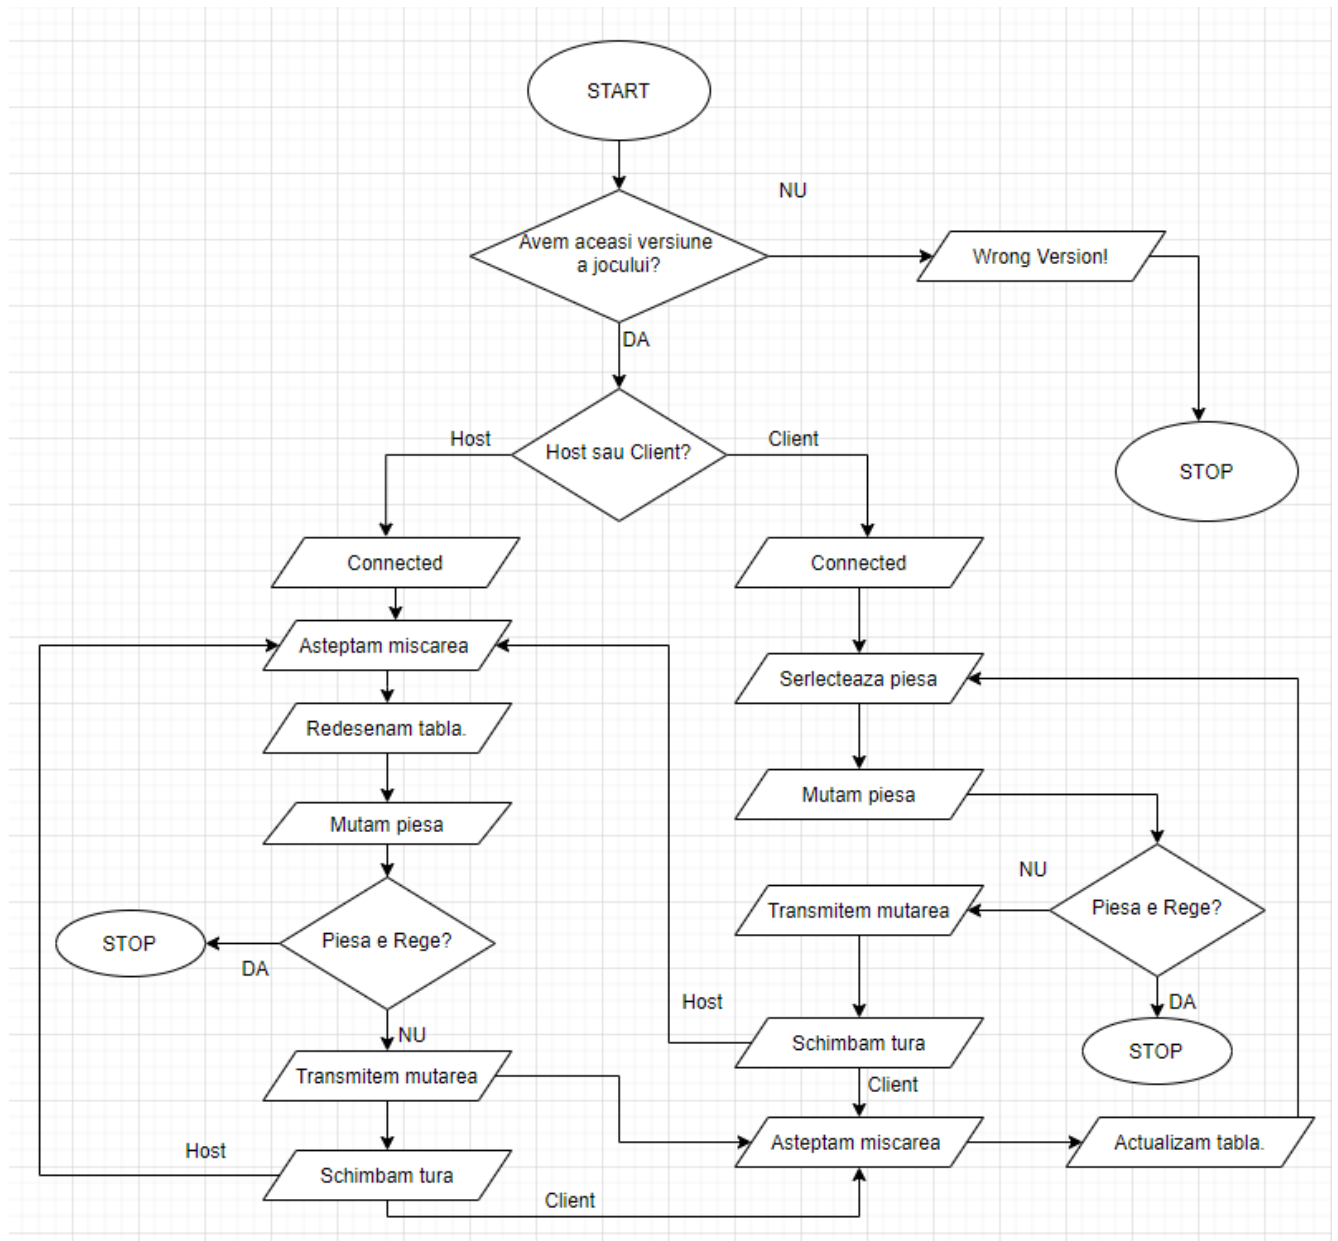 START
NU
Avem aceasi versiune
a jocului?
Wrong Version!
DA
Host
Host sau Client?
Client
STOP
Connected
Connected
Asteptam miscarea
Serlecteaza piesa
Redesenam tabla.
Mutam piesa
Mutam piesa
NU
Transmitem mutarea
Piesa e Rege?
STOP
Piesa e Rege?
DA
Host
DA
NU
Schimbam tura
STOP
Transmitem mutarea
Client
Host
Asteptam miscarea
Actualizam tabla.
Schimbam tura
Client